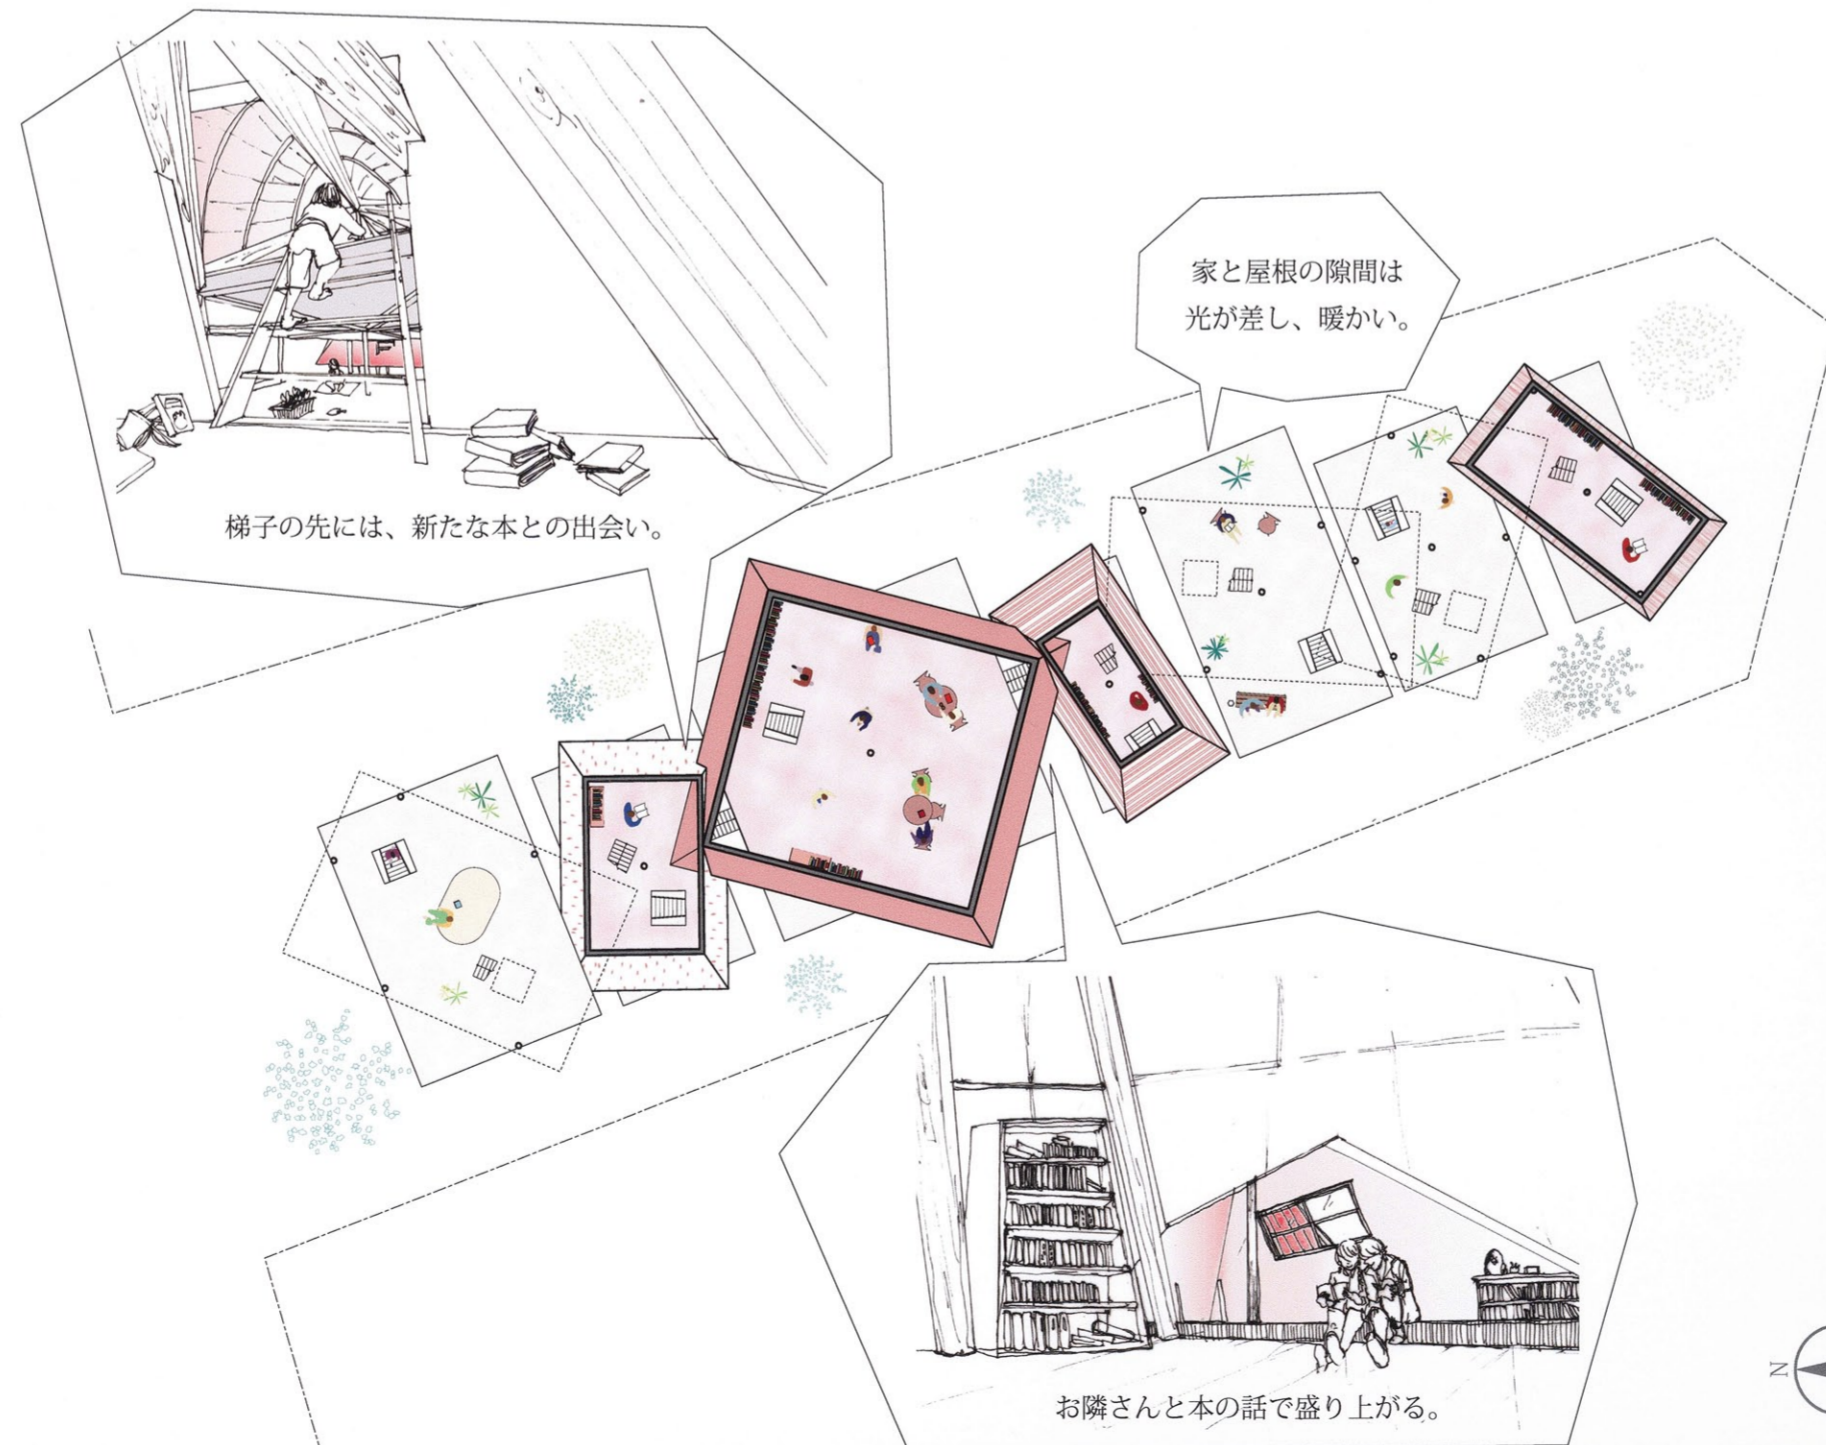 家と屋根の隙間は
光が差し、暖かい。
梯子の先には、新たな本との出会い。
お隣さんと本の話で盛り上がる。
N